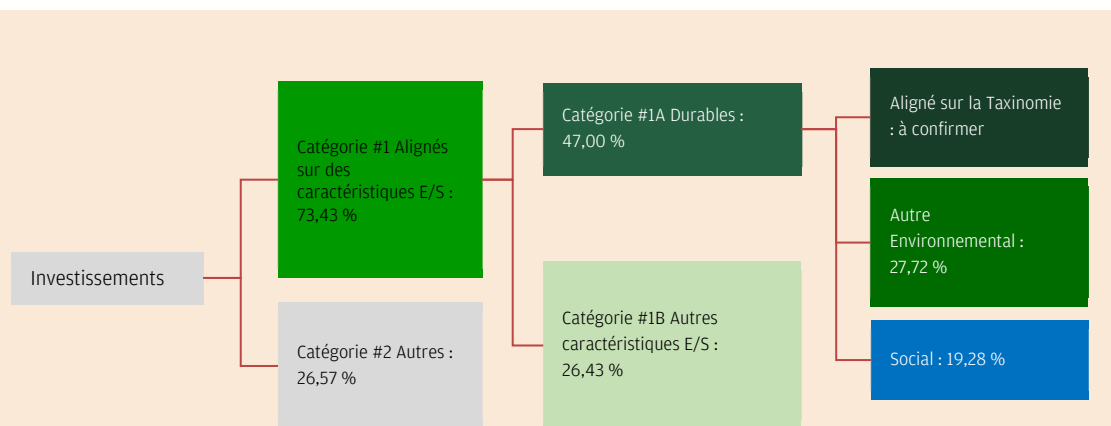 Investissements
Catégorie #1 Alignés
sur des
caractéristiques E/S :
73,43 %
Catégorie #2 Autres :
26,57 %
Catégorie #1A Durables :
47,00 %
Catégorie #1B Autres
caractéristiques E/S :
26,43 %
Aligné sur la Taxinomie
: à confirmer
Autre
Environnemental :
27,72 %
Social : 19,28 %